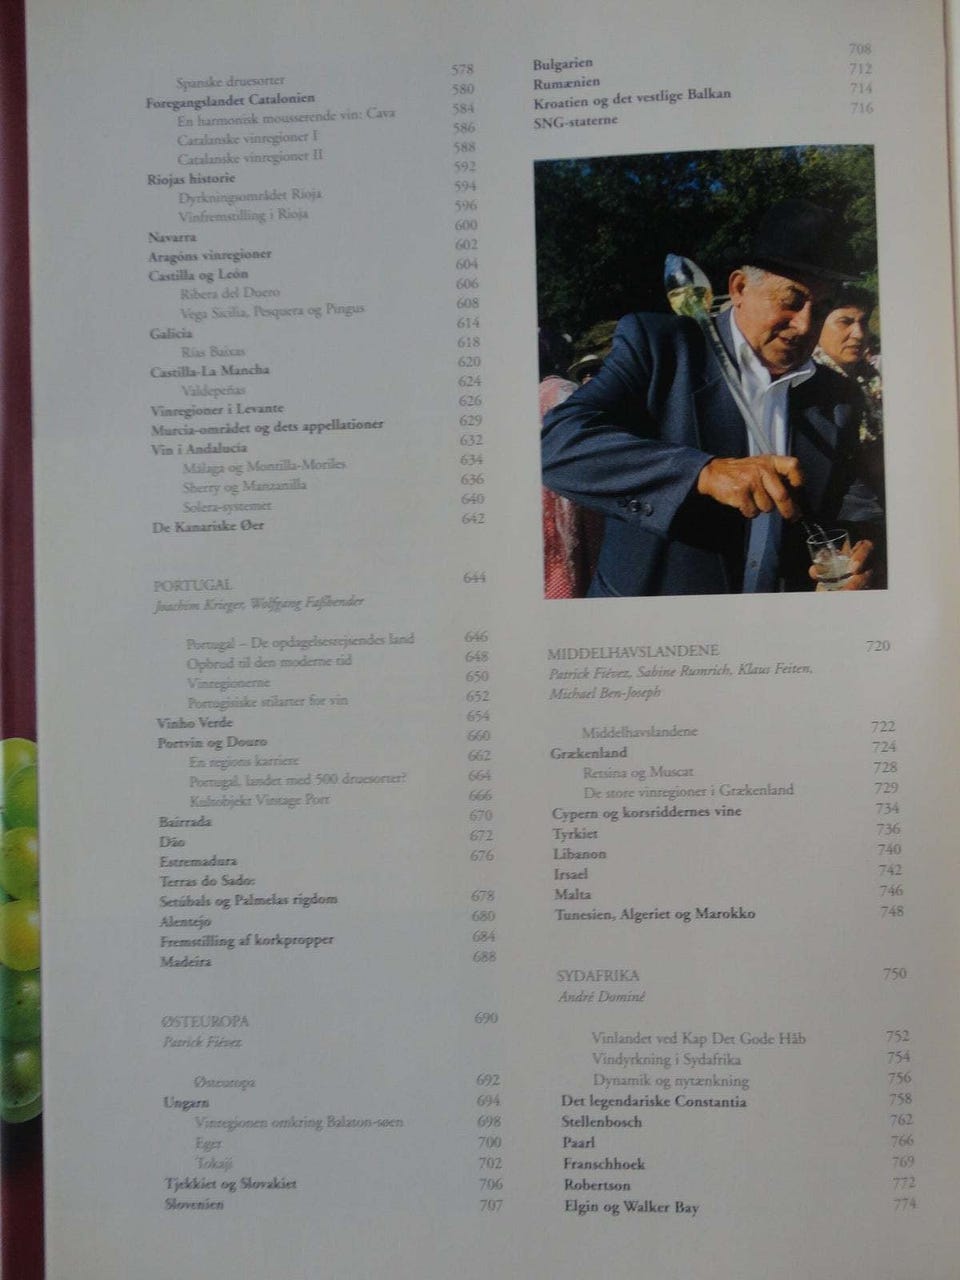 Spanske druesorter 578
Foregangslandet Catalonien 580
En harmonisk mousserende vin: Cava 584
Catalanske vinregioner I 586
Catalanske vinregioner II 588
Riojas historie 592
Dyrkningsområdet Rioja 594
Vinfremstilling i Rioja 596
Navarra 600
Aragóns vinregioner 602
Castilla og León 604
Ribera del Duero 606
Vega Sicilia, Pesquera og Pingus 608
Galicia 614
Rías Baixas 618
Castilla-La Mancha 620
Valdepeñas 624
Vinregioner i Levante 626
Murcia-området og dets appellationer 629
Vin i Andalucía 632
Málaga og Montilla-Moriles 634
Sherry og Manzanilla 636
Solera-systemet 640
De Kanariske Øer 642
PORTUGAL 644
Joachim Krieger, Wolfgang Faßbender
Portugal – De opdagelsesrejsendes land 646
Opbrud til den moderne tid 648
Vinregionerne 650
Portugisiske stilarter for vin 652
Vinho Verde 654
Portvin og Douro 660
En regions karriere 662
Portugal, landet med 500 druesorter? 664
Kultobjekt Vintage Port 666
Bairrada 670
Dão 672
Estremadura 676
Terras do Sado:
Setúbals og Palmelas rigdom 678
Alentejo 680
Fremstilling af korkpropper 684
Madeira 688
ØSTEUROPA 690
Patrick Fiévez
Østeuropa 692
Ungarn 694
Vinregionen omkring Balaton-søen 698
Eger 700
Tokaji 702
Tjekkiet og Slovakiet 706
Slovenien 707
Bulgarien 708
Rumænien 712
Kroatien og det vestlige Balkan 714
SNG-staterne 716
MIDDELHAVSLANDENE 720
Patrick Fiévez, Sabine Rumrich, Klaus Feiten,
Michael Ben-Joseph
Middelhavslandene 722
Grækenland 724
Retsina og Muscat 728
De store vinregioner i Grækenland 729
Cypern og korsriddernes vine 734
Tyrkiet 736
Libanon 740
Irsael 742
Malta 746
Tunesien, Algeriet og Marokko 748
SYDAFRIKA 750
André Dominé
Vinlandet ved Kap Det Gode Håb 752
Vindyrkning i Sydafrika 754
Dynamik og nytænkning 756
Det legendariske Constantia 758
Stellenbosch 762
Paarl 766
Franschhoek 769
Robertson 772
Elgin og Walker Bay 774